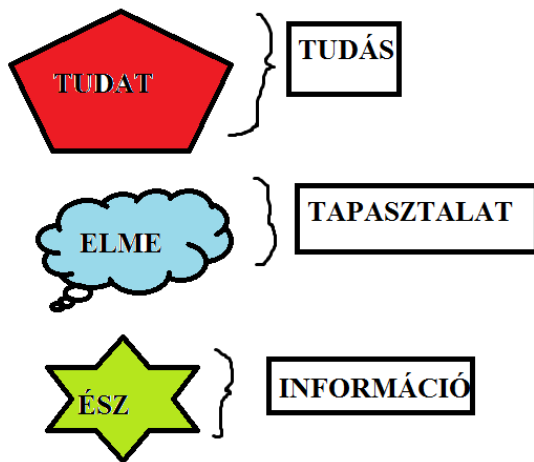 TUDAT
TUDÁS
ELME
TAPASZTALAT
ÉSZ
INFORMÁCIÓ